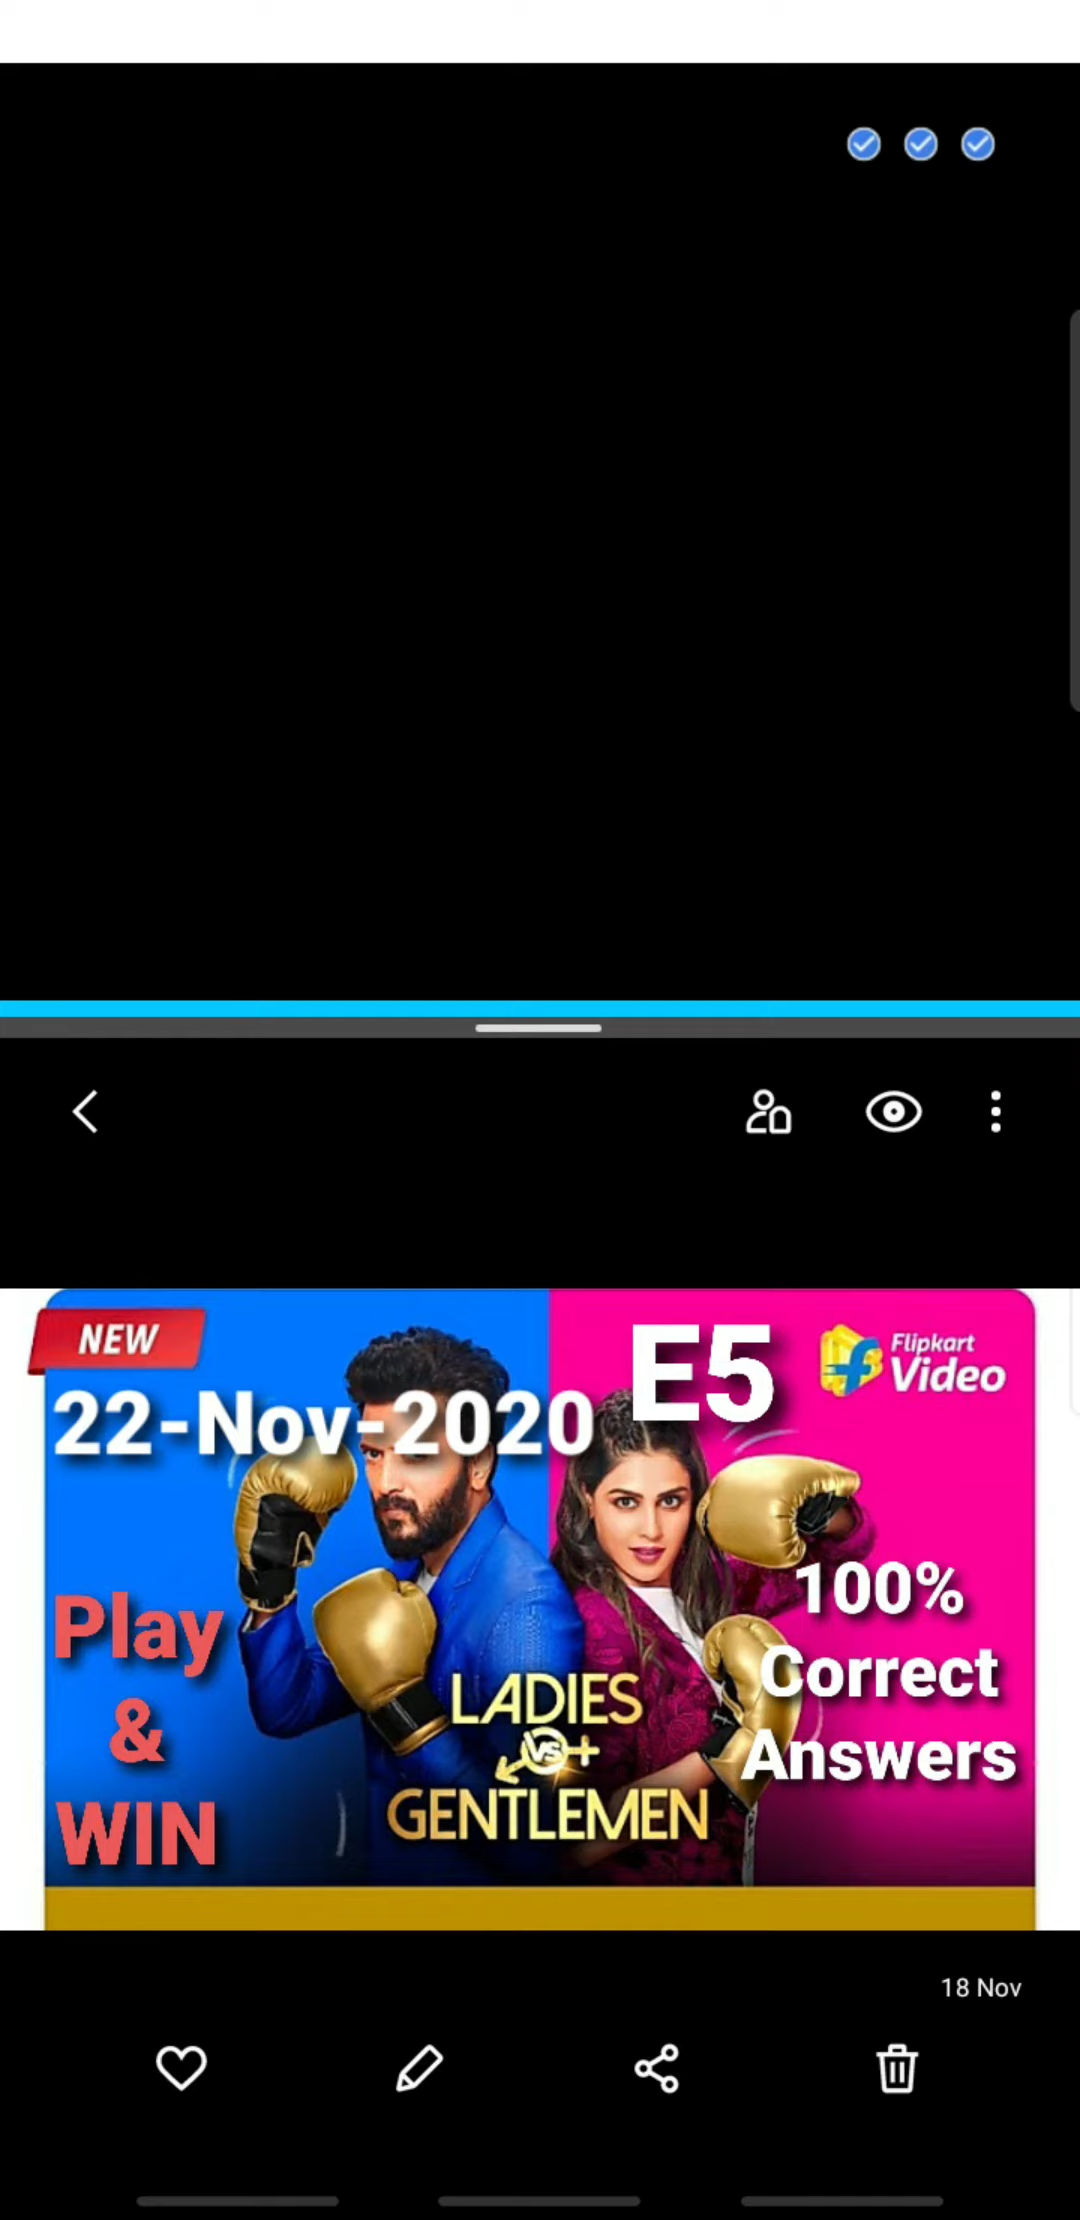 NEW
E5
Flipkart
Video
22-Nov-2020
Play
&
WIN
LADIES
VS
GENTLEMEN
100%
Correct
Answers
18 Nov